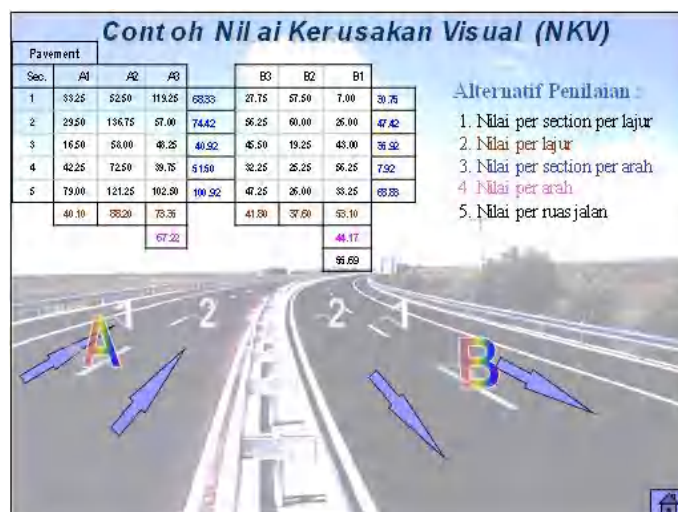 Contoh Nilai Kerusakan Visual (NKV)
Pavement
Sec. A1 A2 A3 B3 B2 B1
1 33.25 52.50 119.25 68.33 27.75 57.50 7.00 30.75
2 29.50 136.75 57.00 74.42 56.25 60.00 26.00 47.42
3 16.50 58.00 48.25 40.92 45.50 19.25 43.00 35.92
4 42.25 72.50 39.75 51.50 32.25 25.25 56.25 7.92
5 79.00 121.25 102.50 100.92 47.25 26.00 33.25 68.83
40.10 88.20 73.35 41.80 37.60 53.10
67.22 44.17
55.69
Alternatif Penilaian :
1. Nilai per section per lajur
2. Nilai per lajur
3. Nilai per section per arah
4 Nilai per arah
5. Nilai per ruas jalan
1 2 2 1
A B